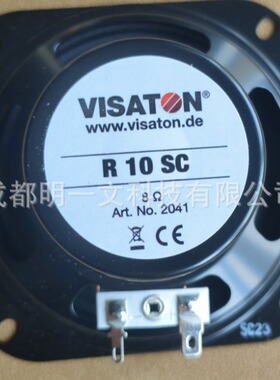 VISATON®
www.visaton.de
R 10 SC
成都明一文科技有限公司
8 Ω
Art. No. 2041
CE
SC23